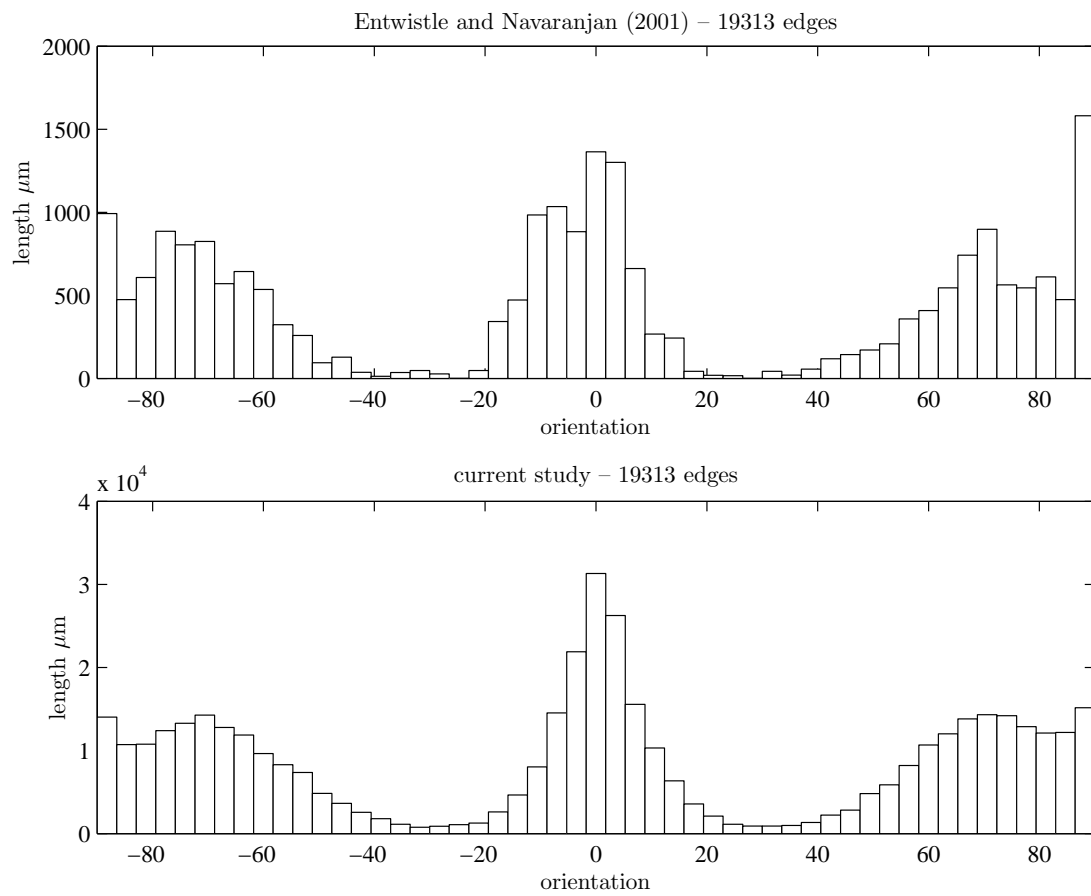 Entwistle and Navaranjan (2001) – 19313 edges
2000
1500
1000
500
0
length μm
−80 −60 −40 −20 0 20 40 60 80
orientation
current study – 19313 edges
x 10^4
4
3
2
1
0
length μm
−80 −60 −40 −20 0 20 40 60 80
orientation